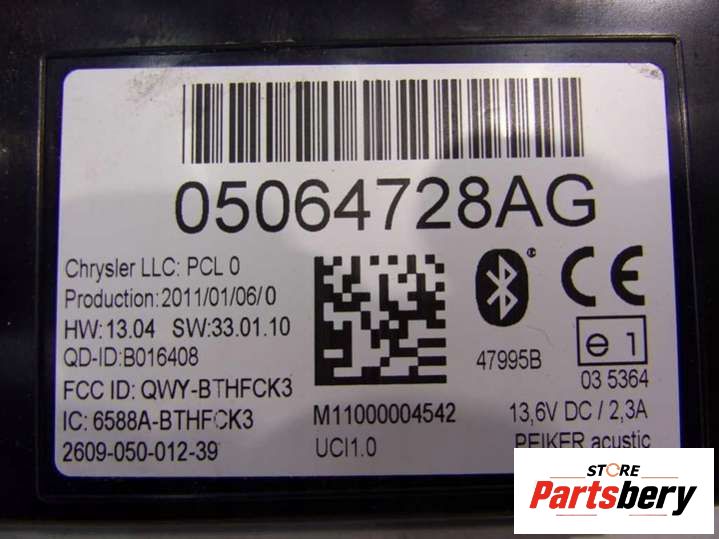 05064728AG
Chrysler LLC: PCL 0
Production: 2011/01/06/0
HW: 13.04 SW:33.01.10
QD-ID:B016408
FCC ID: QWY-BTHFCK3
IC: 6588A-BTHFCK3
2609-050-012-39
M11000004542
UCI1.0
47995B
CE
e 1
03 5364
13,6V DC / 2,3A
PEIKER acustic
STORE
Partsbery